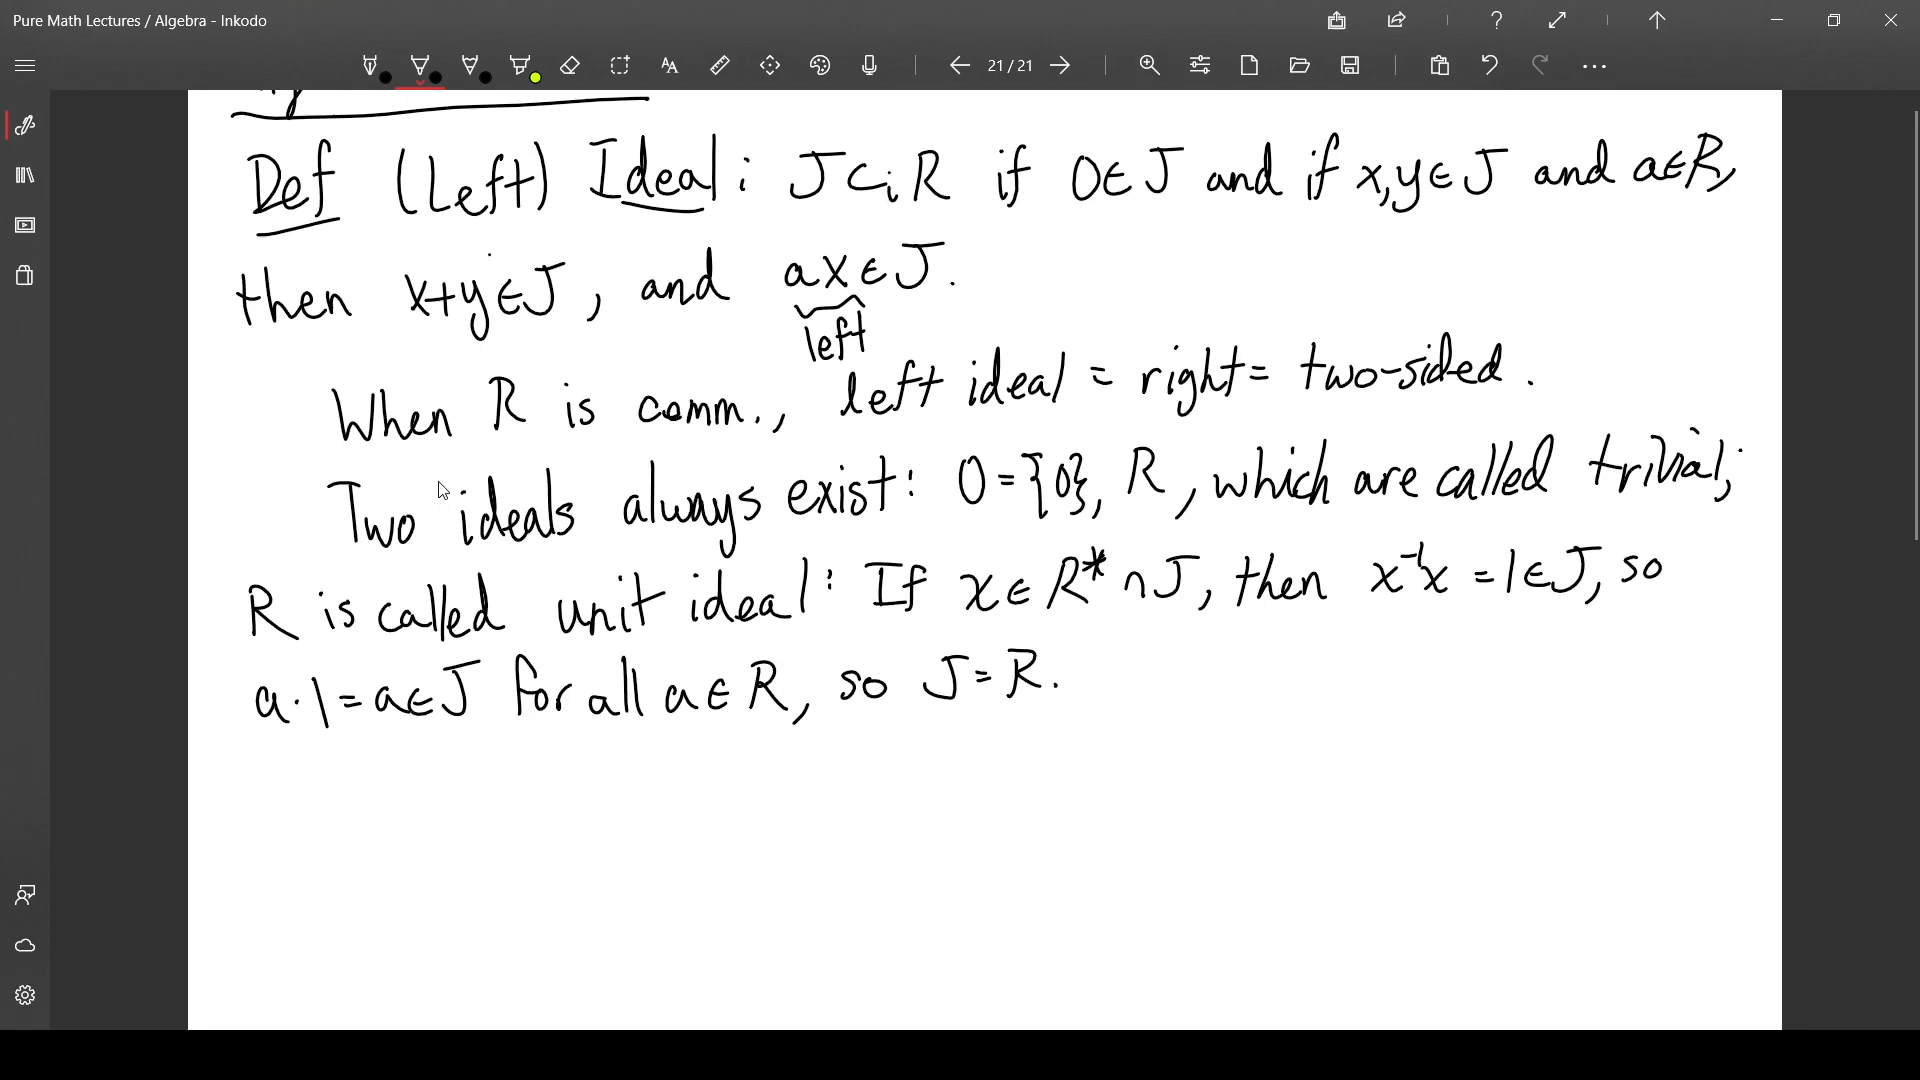 Pure Math Lectures / Algebra - Inkodo
21 / 21
Def (Left) Ideal: J ⊂ᵢ R if 0∈J and if x,y∈J and a∈R,
then x+y∈J, and ax∈J.
left
When R is comm., left ideal = right = two-sided.
Two ideals always exist: 0={0}, R, which are called trivial;
R is called unit ideal: If x∈R*∩J, then x⁻¹x = 1∈J, so
a·1=a∈J for all a∈R, so J=R.